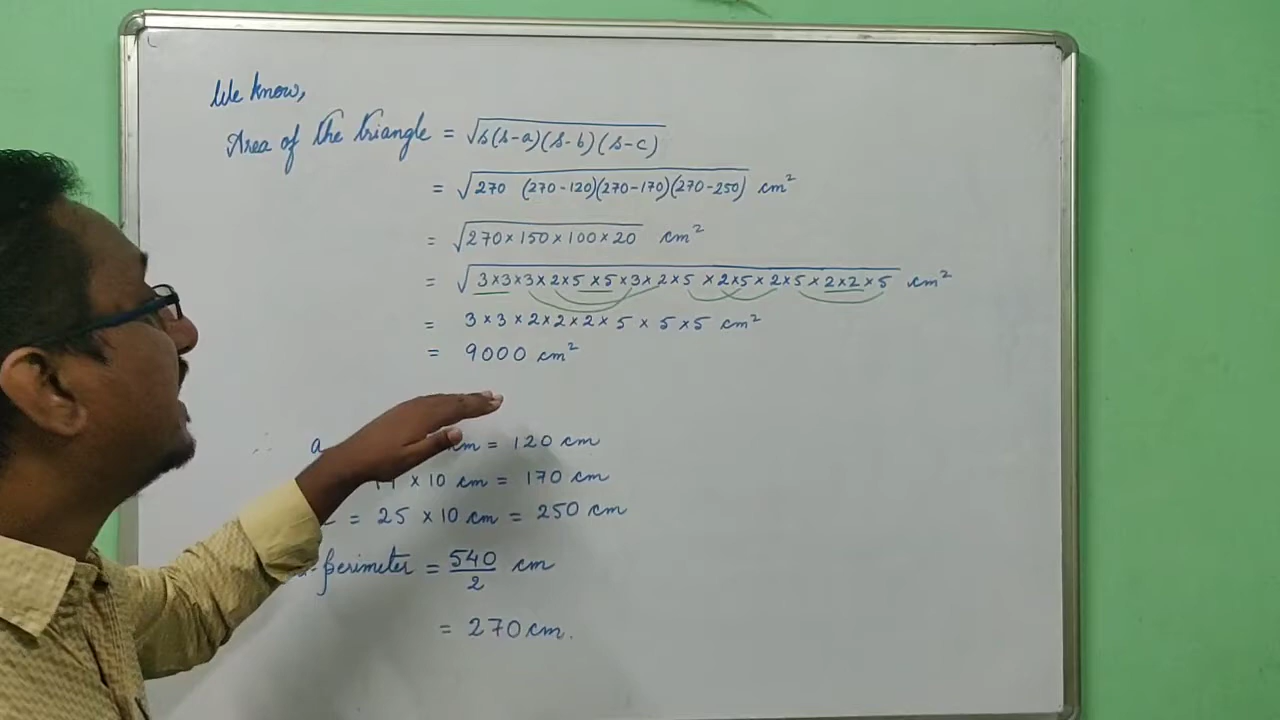 We know,
Area of the triangle = √s(s-a)(s-b)(s-c)
= √270 (270-120)(270-170)(270-250) cm²
= √270×150×100×20 cm²
= √3×3×3×2×5×5×3×2×5×2×5×2×5×2×2×5 cm²
= 3×3×2×2×2×5×5×5 cm²
= 9000 cm²
∴ a cm = 120 cm
× 10 cm = 170 cm
= 25 × 10 cm = 250 cm
perimeter = 540/2 cm
= 270 cm.